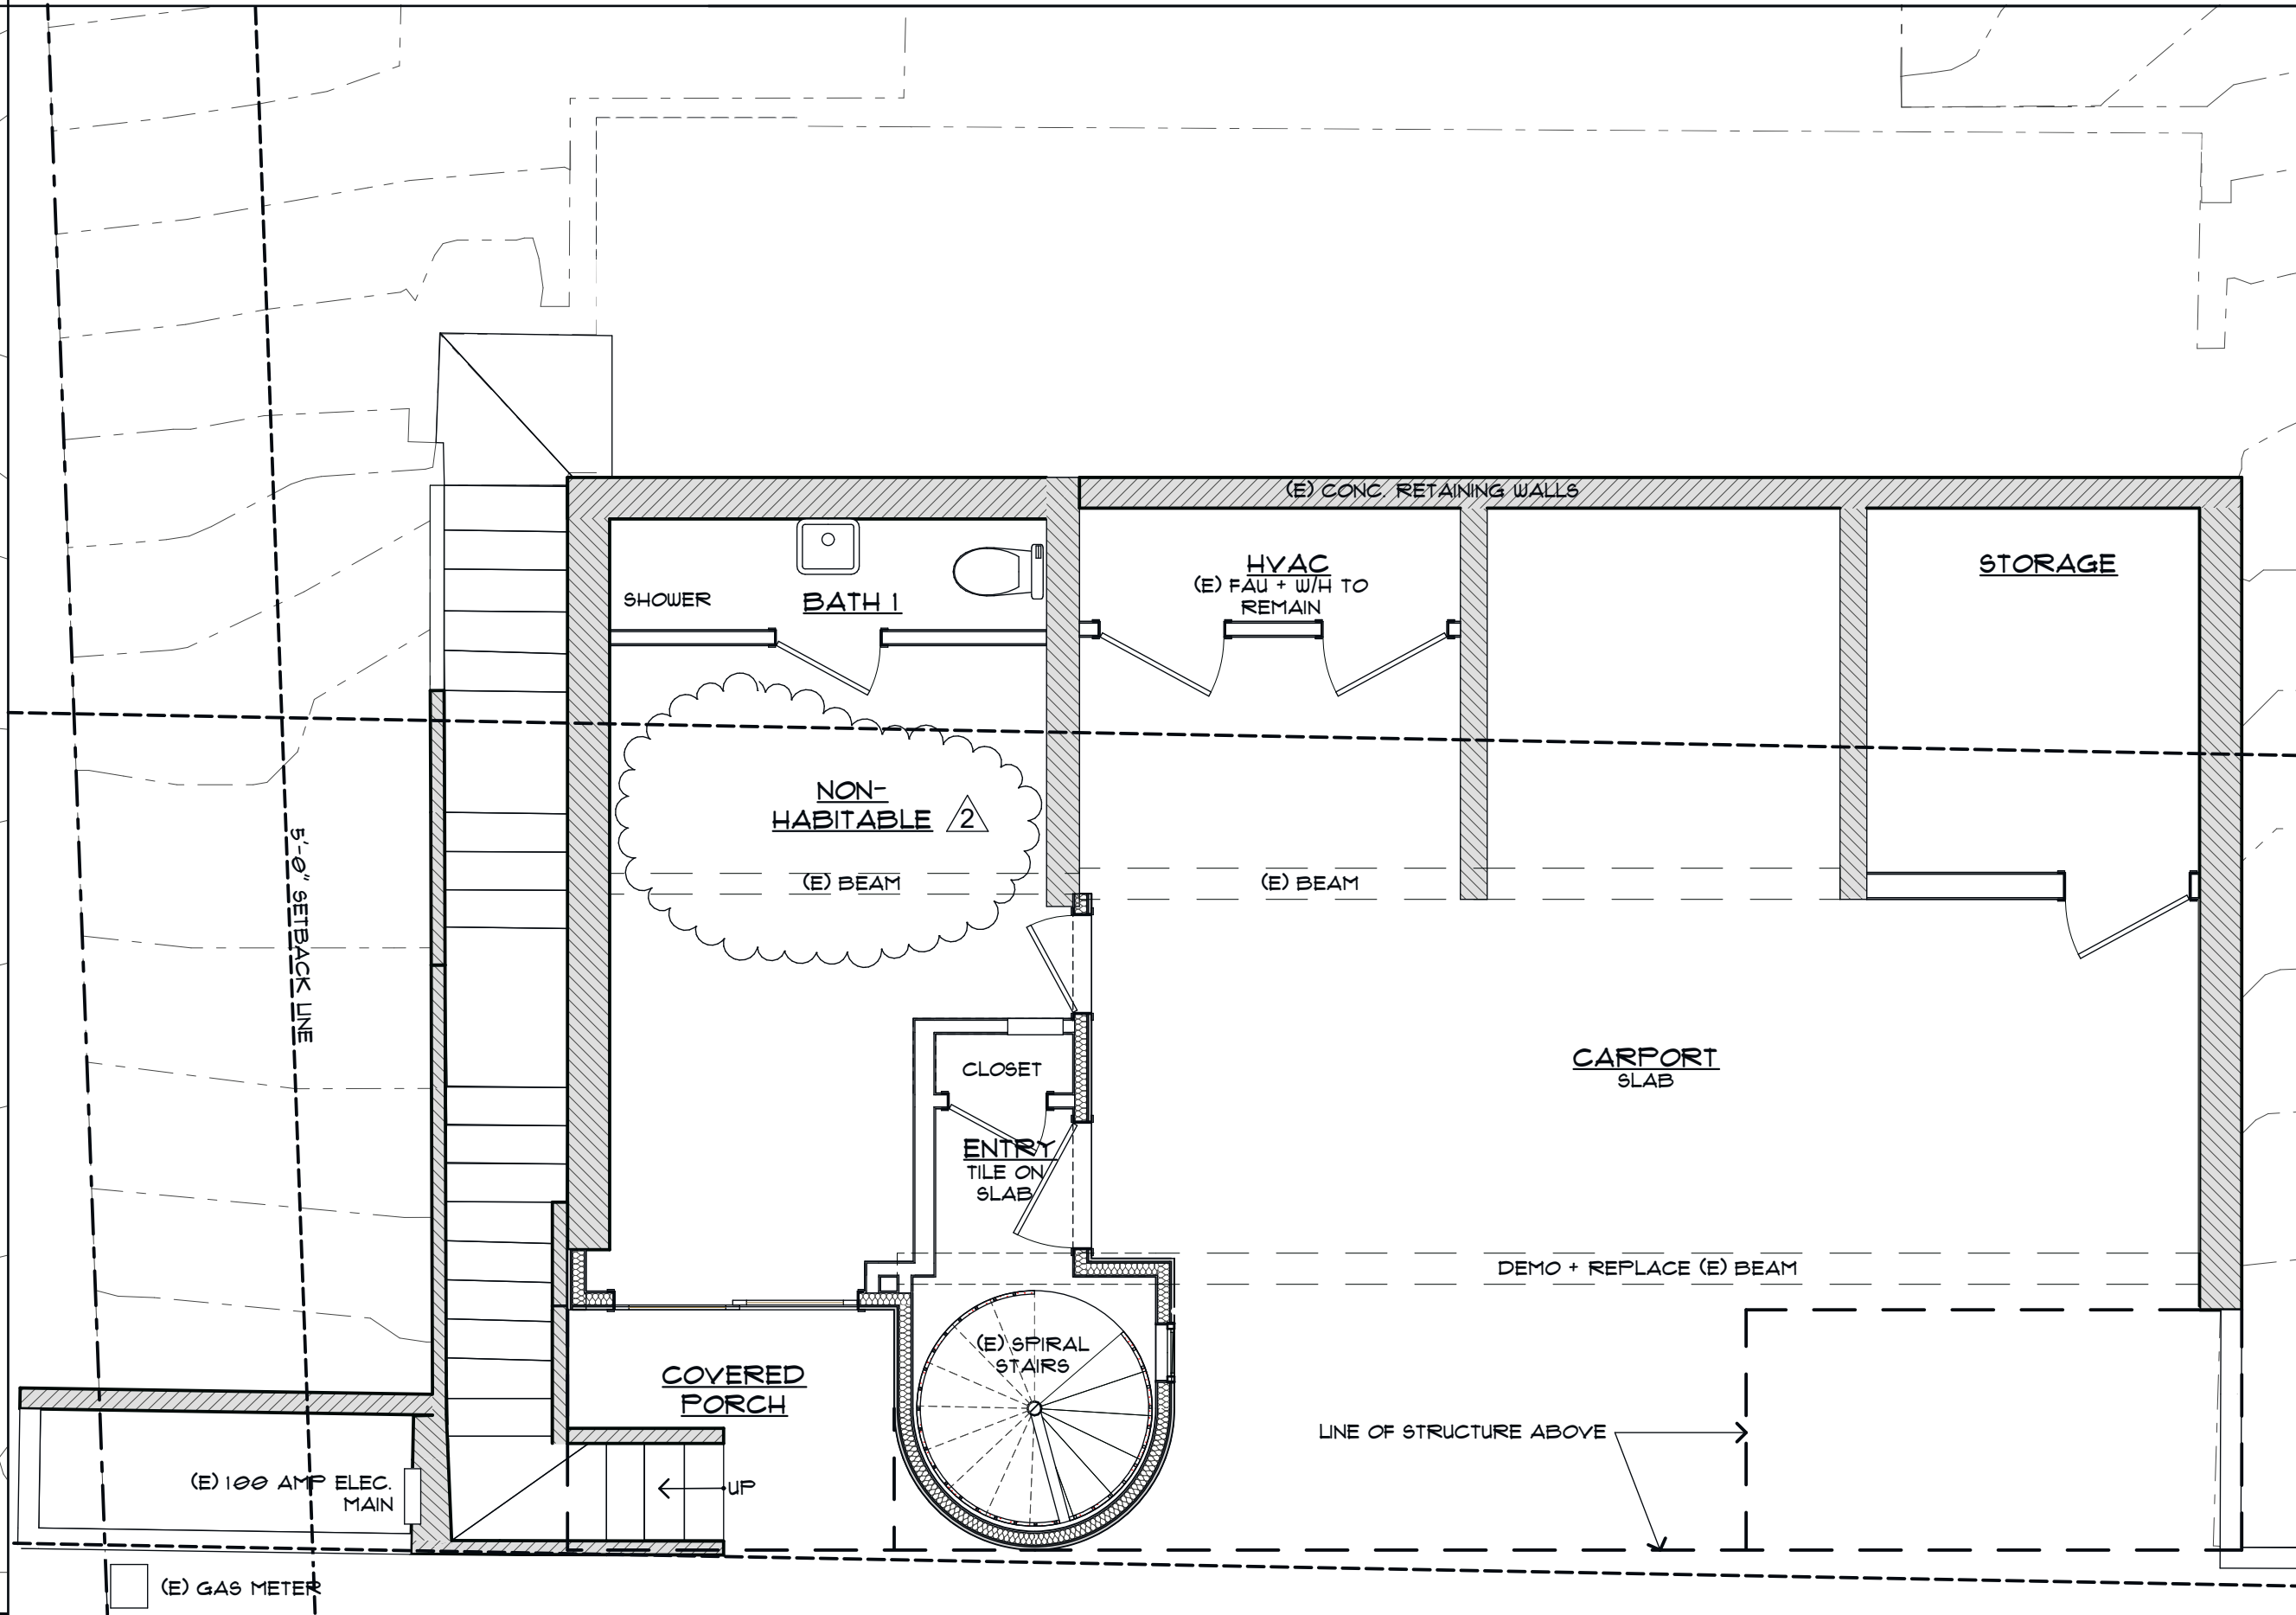 (E) CONC. RETAINING WALLS
SHOWER
BATH 1
HVAC
(E) FAU + W/H TO
REMAIN
STORAGE
NON-
HABITABLE
2
(E) BEAM
(E) BEAM
5'-0" SETBACK LINE
CLOSET
CARPORT
SLAB
ENTRY
TILE ON
SLAB
DEMO + REPLACE (E) BEAM
(E) SPIRAL
STAIRS
COVERED
PORCH
LINE OF STRUCTURE ABOVE
(E) 100 AMP ELEC.
MAIN
UP
(E) GAS METER